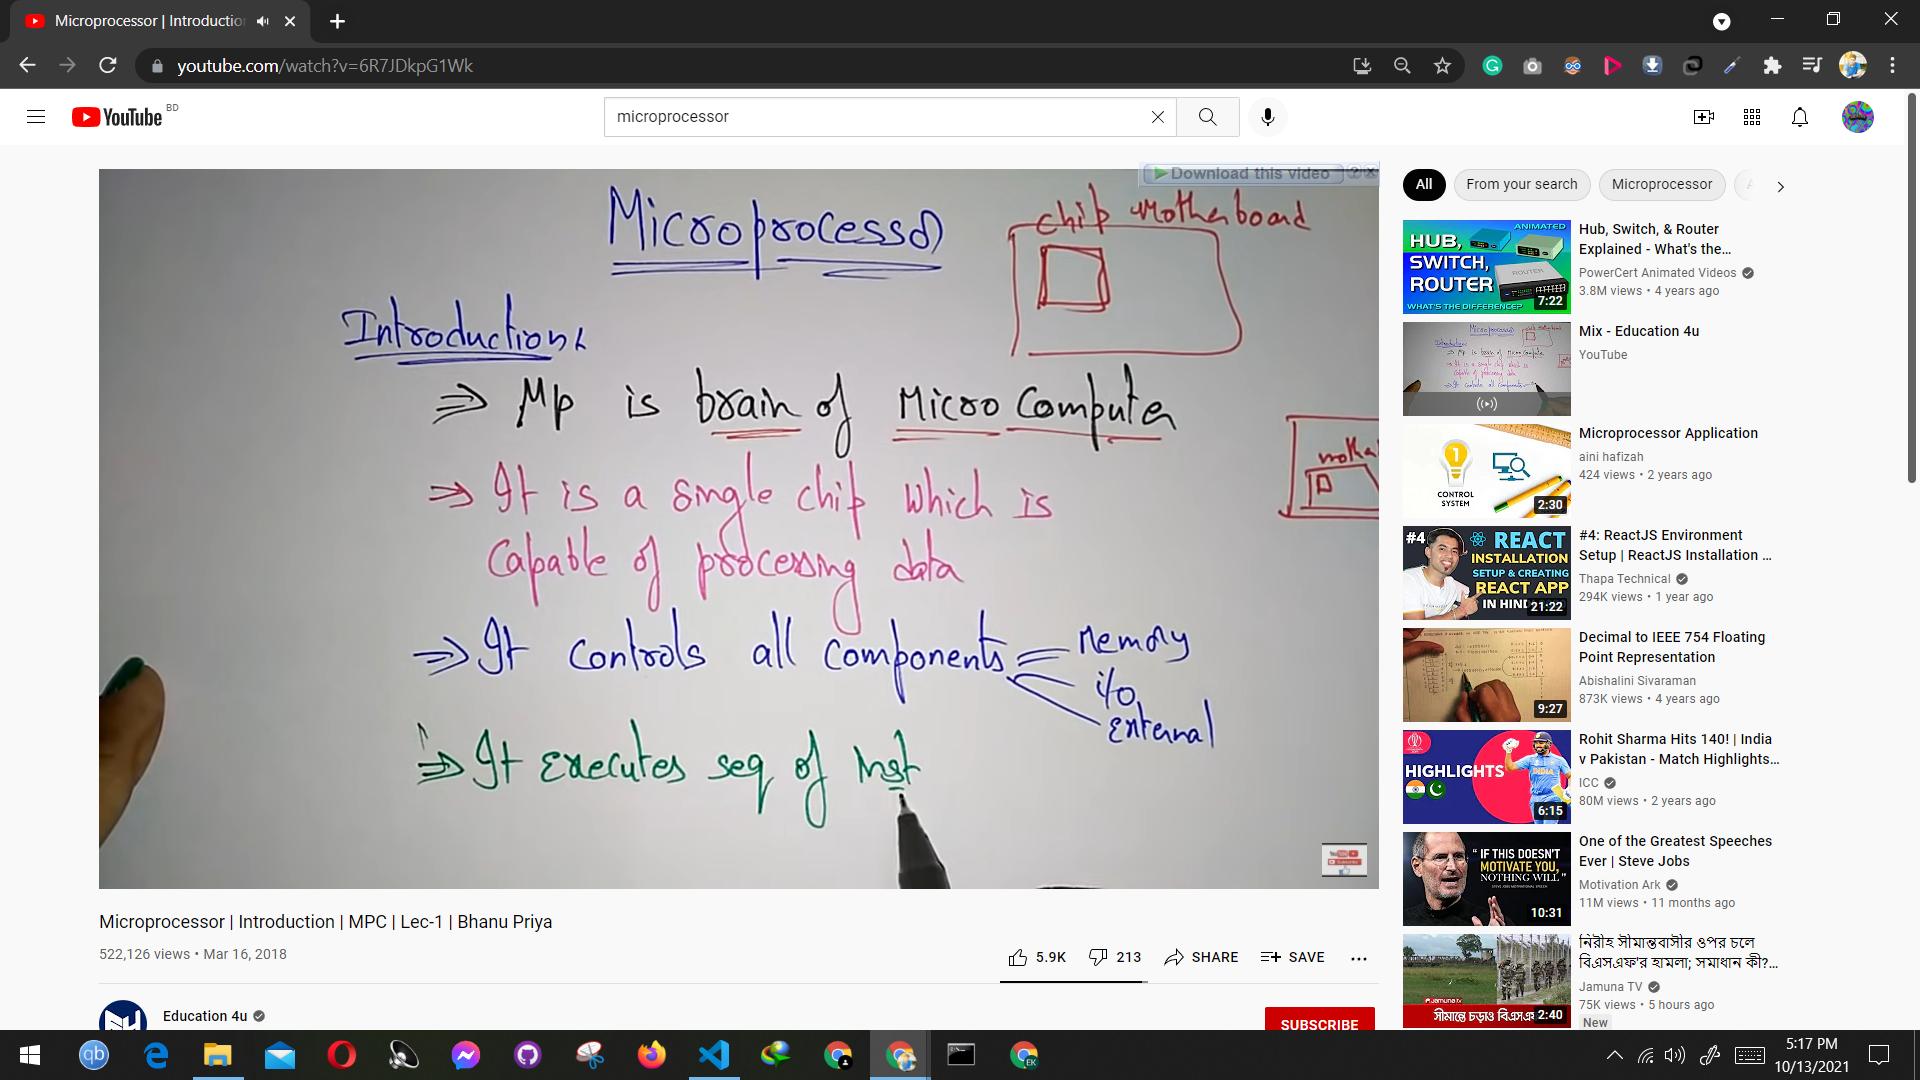 Microprocessor | Introduction
youtube.com/watch?v=6R7JDkpG1Wk
YouTube BD
microprocessor
Download this video
Microprocessor
chip Motherboard
Introduction:
⇒ Mp is brain of Micro Computer
⇒ It is a single chip which is
Capable of processing data
⇒ It controls all components
Memory
i/o
External
⇒ It executes seq of Inst
Microprocessor | Introduction | MPC | Lec-1 | Bhanu Priya
522,126 views • Mar 16, 2018
5.9K
213
SHARE
SAVE
Education 4u
SUBSCRIBE
All
From your search
Microprocessor
ANIMATED
HUB,
SWITCH,
ROUTER
ROUTER
WHAT'S THE DIFFERENCE?
7:22
Hub, Switch, & Router
Explained - What's the...
PowerCert Animated Videos
3.8M views • 4 years ago
Mix - Education 4u
YouTube
1
CONTROL
SYSTEM
2:30
Microprocessor Application
aini hafizah
424 views • 2 years ago
#4 REACT
INSTALLATION
SETUP & CREATING
REACT APP
21:22
#4: ReactJS Environment
Setup | ReactJS Installation ...
Thapa Technical
294K views • 1 year ago
9:27
Decimal to IEEE 754 Floating
Point Representation
Abishalini Sivaraman
873K views • 4 years ago
HIGHLIGHTS
INDIA
6:15
Rohit Sharma Hits 140! | India
v Pakistan - Match Highlights...
ICC
80M views • 2 years ago
“ IF THIS DOESN'T
MOTIVATE YOU,
NOTHING WILL ”
10:31
One of the Greatest Speeches
Ever | Steve Jobs
Motivation Ark
11M views • 11 months ago
Jamuna TV
2:40
নিরীহ সীমান্তবাসীর ওপর চলে
বিএসএফ'র হামলা; সমাধান কী?...
Jamuna TV
75K views • 5 hours ago
New
qb
EK
5:17 PM
10/13/2021